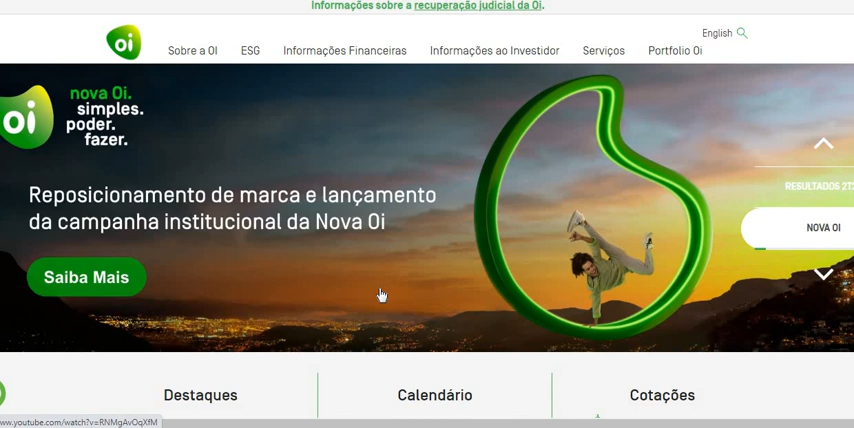 Informações sobre a recuperação judicial da Oi.
English
oi
Sobre a OI ESG Informações Financeiras Informações ao Investidor Serviços Portfolio Oi
oi
nova Oi.
simples.
poder.
fazer.
Reposicionamento de marca e lançamento
da campanha institucional da Nova Oi
Saiba Mais
RESULTADOS
NOVA OI
Destaques Calendário Cotações
ww.youtube.com/watch?v=RNMgAvOqXfM